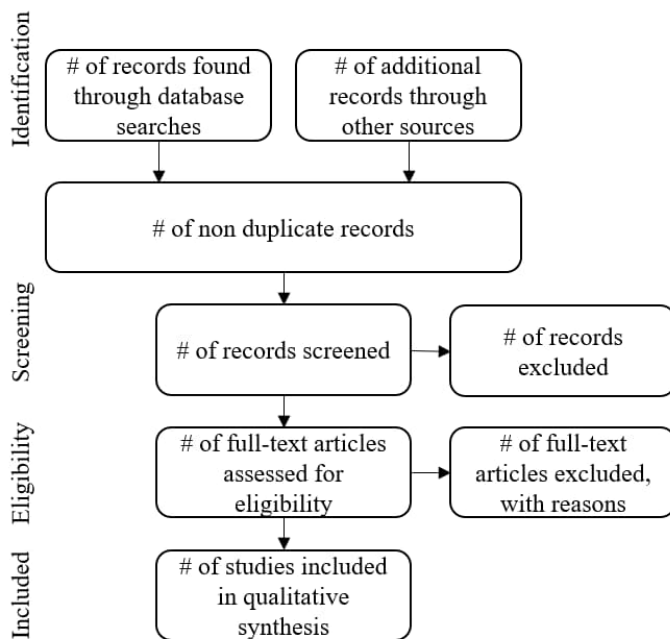 Identification
# of records found
through database
searches
# of additional
records through
other sources
# of non duplicate records
Screening
# of records screened
# of records
excluded
Eligibility
# of full-text articles
assessed for
eligibility
# of full-text
articles excluded,
with reasons
Included
# of studies included
in qualitative
synthesis